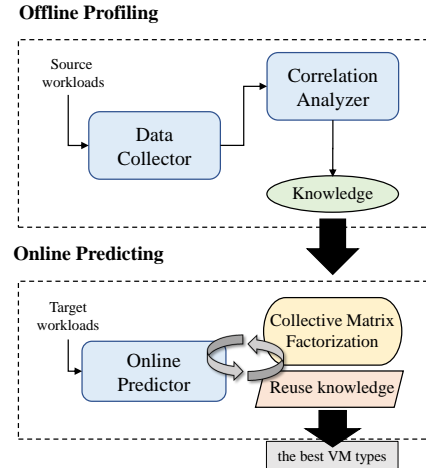 Offline Profiling
Source
workloads
Data
Collector
Correlation
Analyzer
Knowledge
Online Predicting
Target
workloads
Online
Predictor
Collective Matrix
Factorization
Reuse knowledge
the best VM types